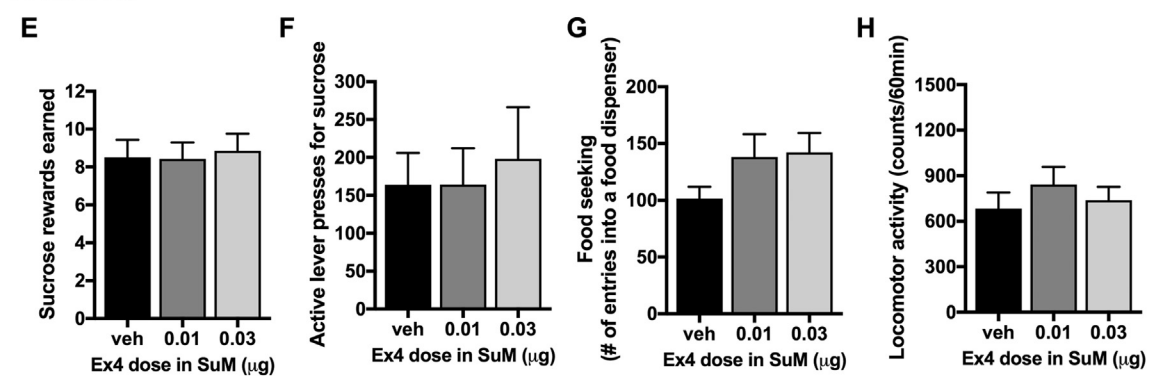 E
Sucrose rewards earned
12
10
8
6
4
2
0
veh 0.01 0.03
Ex4 dose in SuM (μg)
F
Active lever presses for sucrose
300
250
200
150
100
50
0
veh 0.01 0.03
Ex4 dose in SuM (μg)
G
Food seeking
(# of entries into a food dispenser)
200
150
100
50
0
veh 0.01 0.03
Ex4 dose in SuM (μg)
H
Locomotor activity (counts/60min)
1500
1200
900
600
300
0
veh 0.01 0.03
Ex4 dose in SuM (μg)